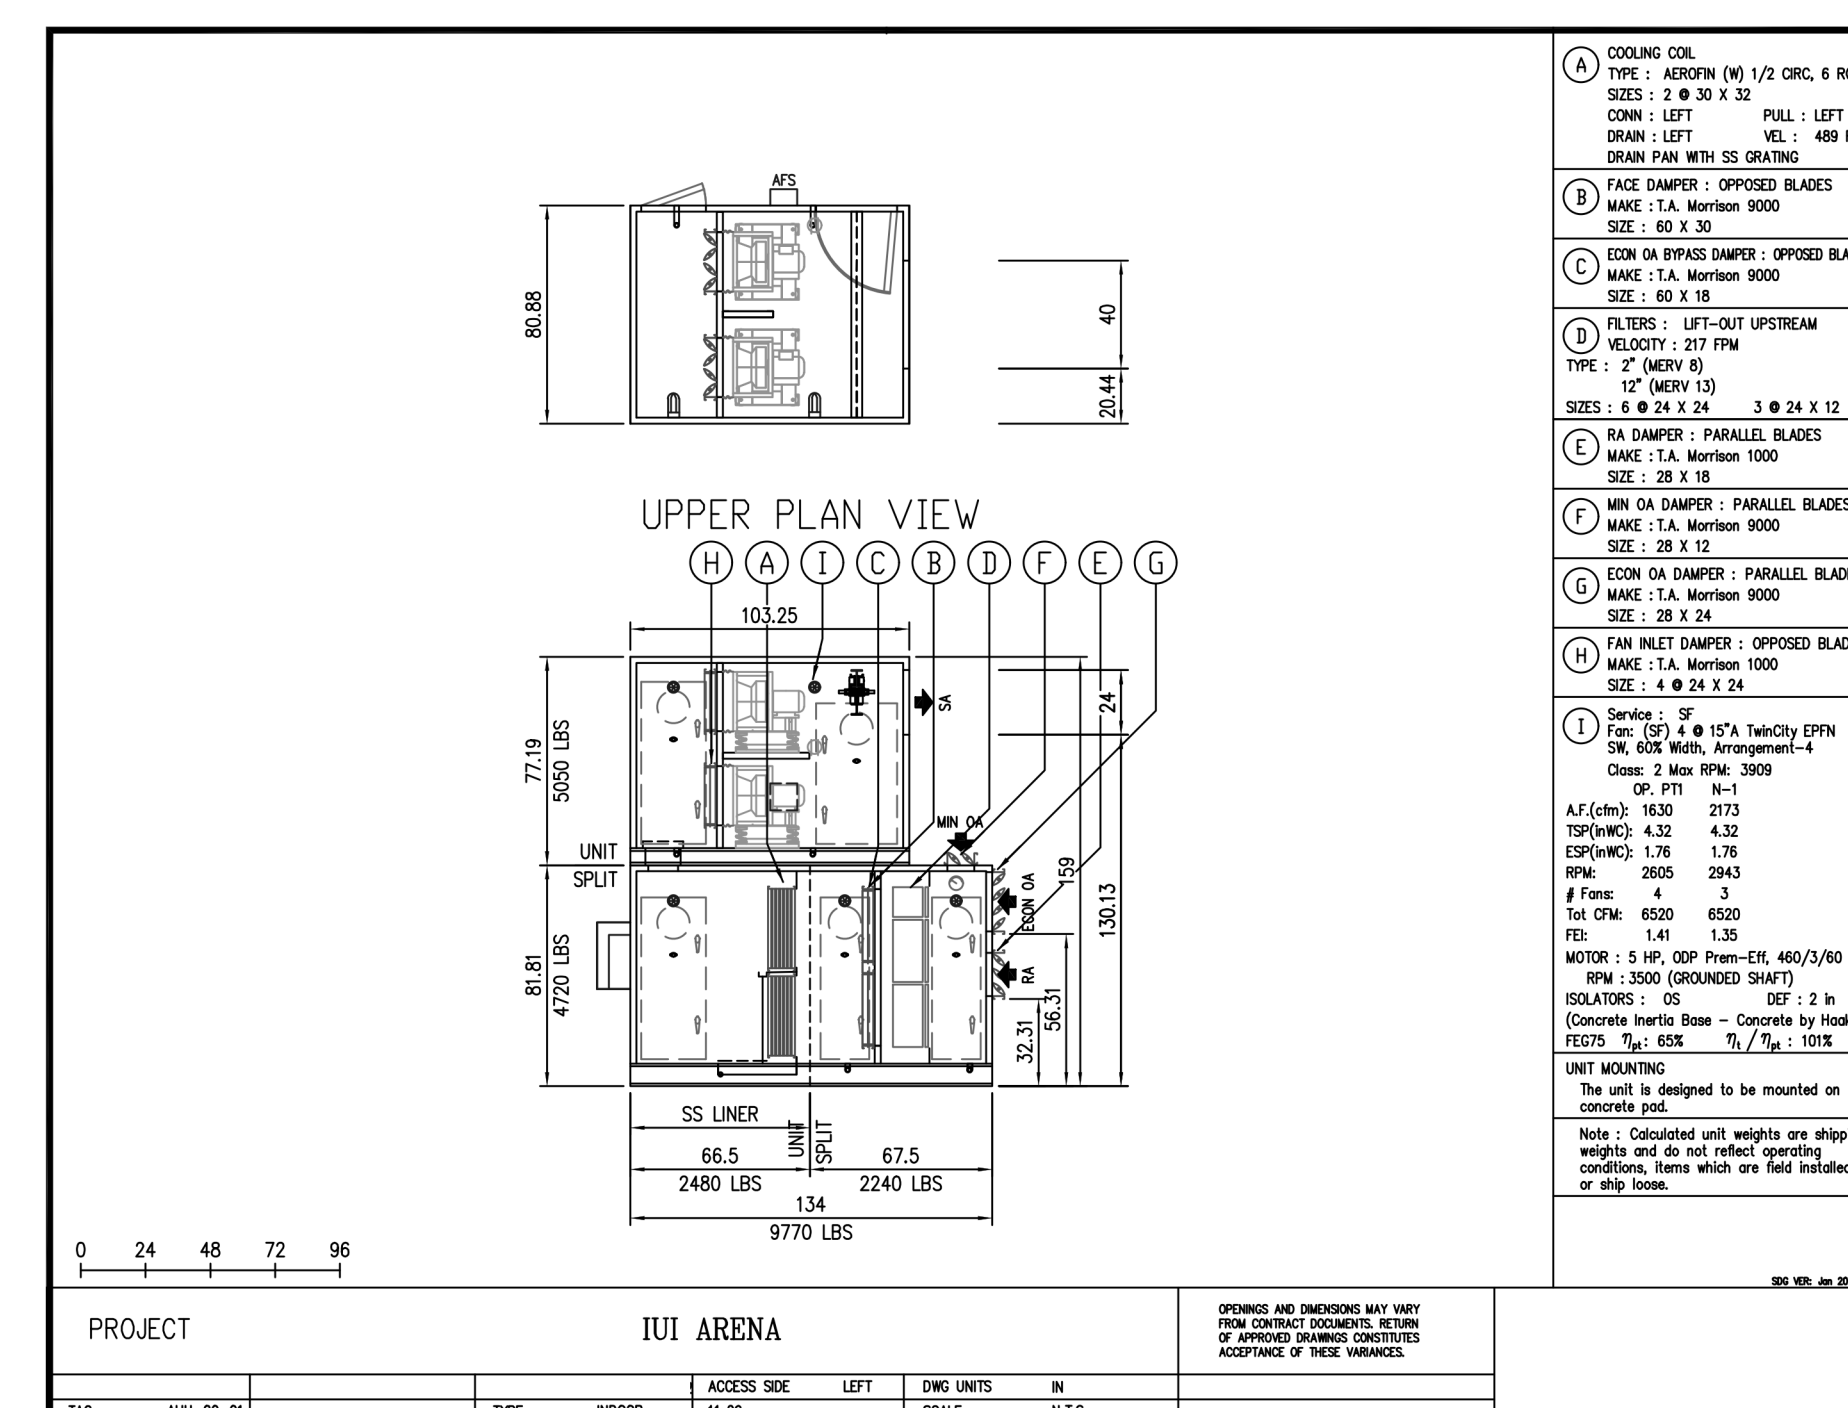 AFS
80.88
40
20.44
UPPER PLAN VIEW
H A I C B D F E G
103.25
77.19
5050 LBS
SA
24
MIN OA
UNIT
SPLIT
159
ECON OA
130.13
81.81
4720 LBS
RA
56.31
32.31
SS LINER
UNIT
SPLIT
66.5 67.5
2480 LBS 2240 LBS
134
9770 LBS
0 24 48 72 96
A COOLING COIL
TYPE : AEROFIN (W) 1/2 CIRC, 6
SIZES : 2 @ 30 X 32
CONN : LEFT PULL : LEFT
DRAIN : LEFT VEL : 489
DRAIN PAN WITH SS GRATING
B FACE DAMPER : OPPOSED BLADES
MAKE : T.A. Morrison 9000
SIZE : 60 X 30
C ECON OA BYPASS DAMPER : OPPOSED
MAKE : T.A. Morrison 9000
SIZE : 60 X 18
D FILTERS : LIFT-OUT UPSTREAM
VELOCITY : 217 FPM
TYPE : 2" (MERV 8)
12" (MERV 13)
SIZES : 6 @ 24 X 24 3 @ 24 X 12
E RA DAMPER : PARALLEL BLADES
MAKE : T.A. Morrison 1000
SIZE : 28 X 18
F MIN OA DAMPER : PARALLEL BLADES
MAKE : T.A. Morrison 9000
SIZE : 28 X 12
G ECON OA DAMPER : PARALLEL
MAKE : T.A. Morrison 9000
SIZE : 28 X 24
H FAN INLET DAMPER : OPPOSED
MAKE : T.A. Morrison 1000
SIZE : 4 @ 24 X 24
I Service : SF
Fan: (SF) 4 @ 15"A TwinCity EPFN
SW, 60% Width, Arrangement-4
Class: 2 Max RPM: 3909
OP. PT1 N-1
A.F.(cfm): 1630 2173
TSP(inWC): 4.32 4.32
ESP(inWC): 1.76 1.76
RPM: 2605 2943
# Fans: 4 3
Tot CFM: 6520 6520
FEI: 1.41 1.35
MOTOR : 5 HP, ODP Prem-Eff, 460/3/60
RPM : 3500 (GROUNDED SHAFT)
ISOLATORS : OS DEF : 2 in
(Concrete Inertia Base - Concrete by
FEG75 ηpt: 65% ηt / ηpt : 101%
UNIT MOUNTING
The unit is designed to be mounted on
concrete pad.
Note : Calculated unit weights are
weights and do not reflect operating
conditions, items which are field
or ship loose.
SDG VER: Jan
PROJECT IUI ARENA
OPENINGS AND DIMENSIONS MAY VARY
FROM CONTRACT DOCUMENTS. RETURN
OF APPROVED DRAWINGS CONSTITUTES
ACCEPTANCE OF THESE VARIANCES.
ACCESS SIDE LEFT DWG UNITS IN